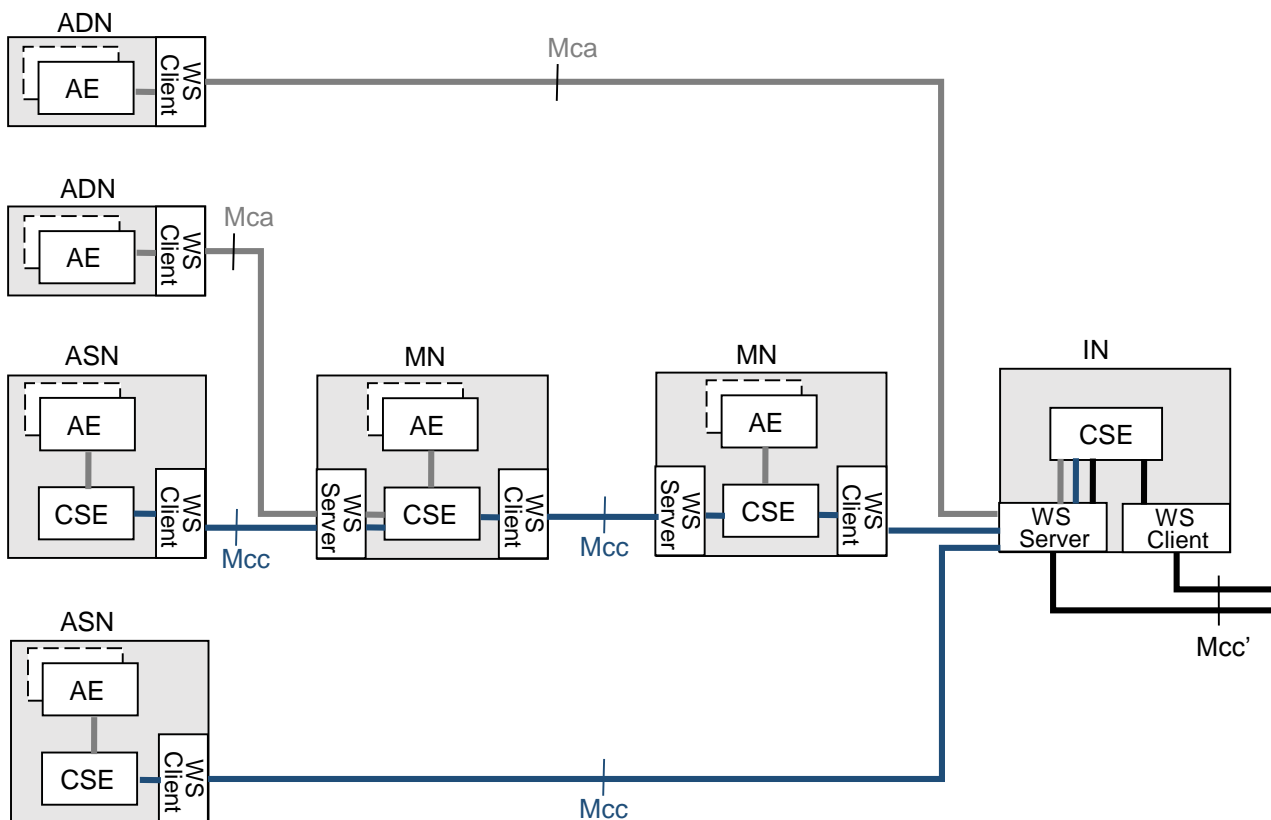 ADN
AE
WS
Client
Mca
ADN
AE
WS
Client
Mca
ASN
AE
CSE
WS
Client
Mcc
MN
AE
WS
Server
CSE
WS
Client
Mcc
MN
AE
WS
Server
CSE
WS
Client
IN
CSE
WS
Server
WS
Client
Mcc’
ASN
AE
CSE
WS
Client
Mcc